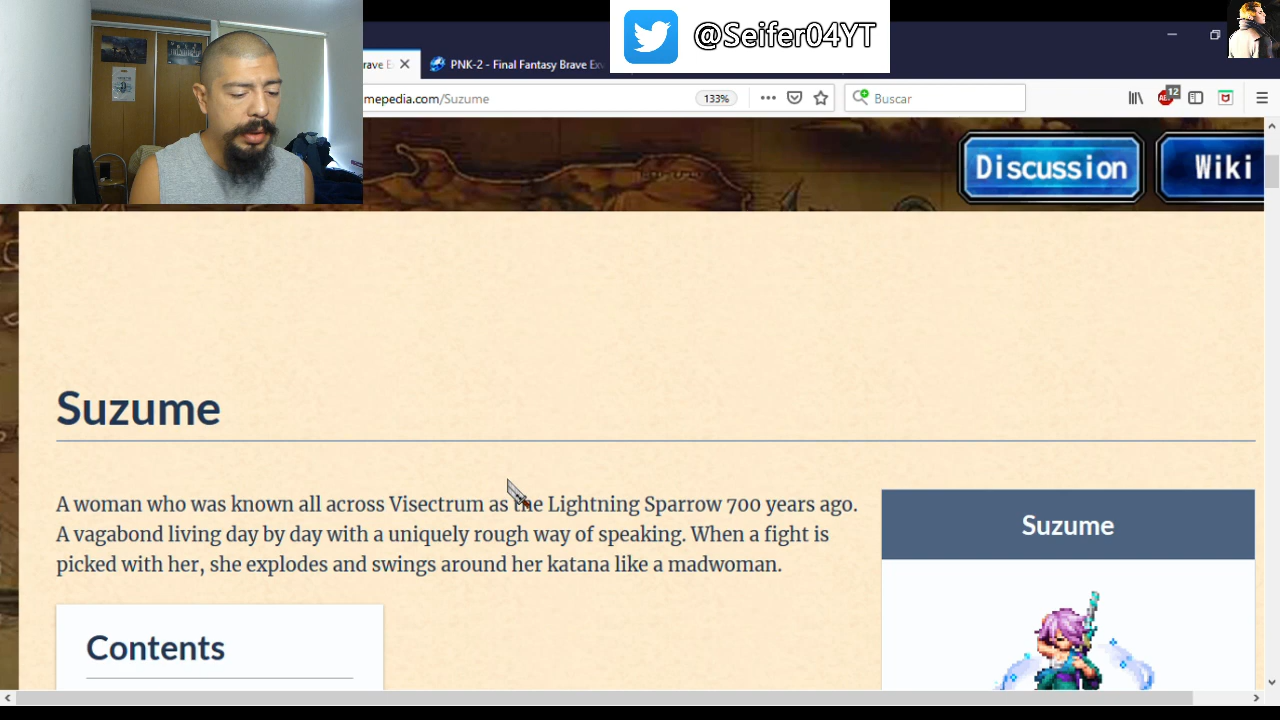 @Seifer04YT
rave E
PNK-2 - Final Fantasy Brave Exv
mepedia.com/Suzume
133%
Buscar
12
Discussion
Wiki
Suzume
A woman who was known all across Visectrum as the Lightning Sparrow 700 years ago.
A vagabond living day by day with a uniquely rough way of speaking. When a fight is
picked with her, she explodes and swings around her katana like a madwoman.
Suzume
Contents